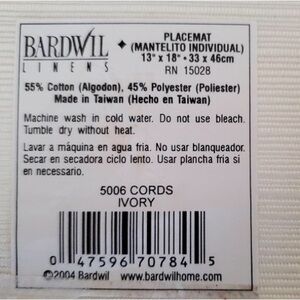 BARDWIL
LINENS
◆ PLACEMAT
(MANTELITO INDIVIDUAL)
13" x 18" • 33 x 46cm
RN 15028
55% Cotton (Algodon), 45% Polyester (Poliester)
Made in Taiwan (Hecho en Taiwan)
Machine wash in cold water. Do not use bleach.
Tumble dry without heat.
Lavar a máquina en agua fria. No usar blanqueador.
Secar en secadora ciclo lento. Usar plancha fria si
en necessario.
5006 CORDS
IVORY
0 47596 70784 5
©2004 Bardwil www.bardwilhome.com